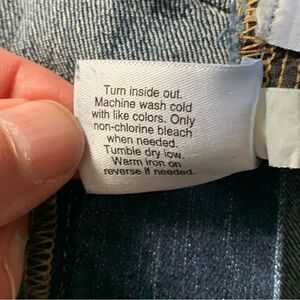 Turn inside out.
Machine wash cold
with like colors. Only
non-chlorine bleach
when needed.
Tumble dry low.
Warm iron on
reverse if needed.